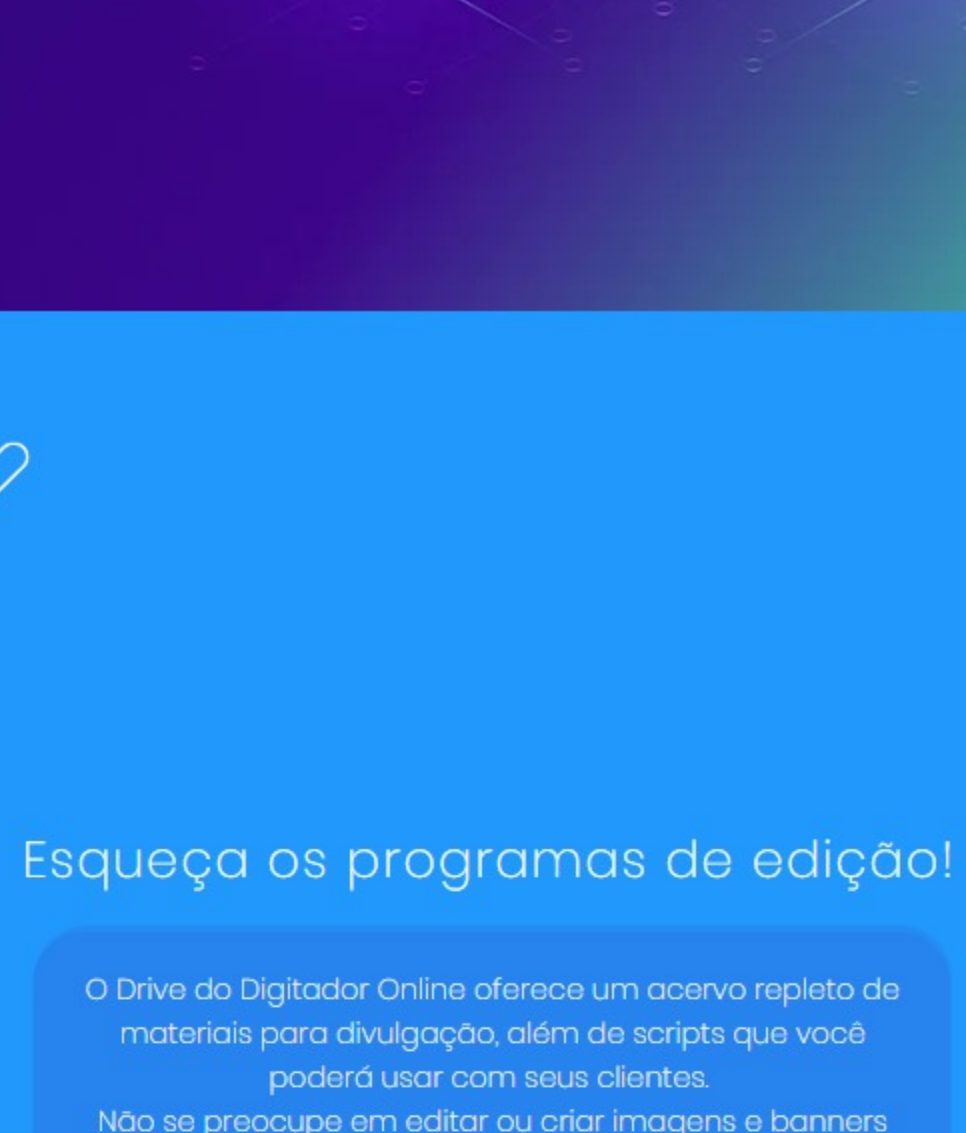 Esqueça os programas de edição!
O Drive do Digitador Online oferece um acervo repleto de
materiais para divulgação, além de scripts que você
poderá usar com seus clientes.
Não se preocupe em editar ou criar imagens e banners